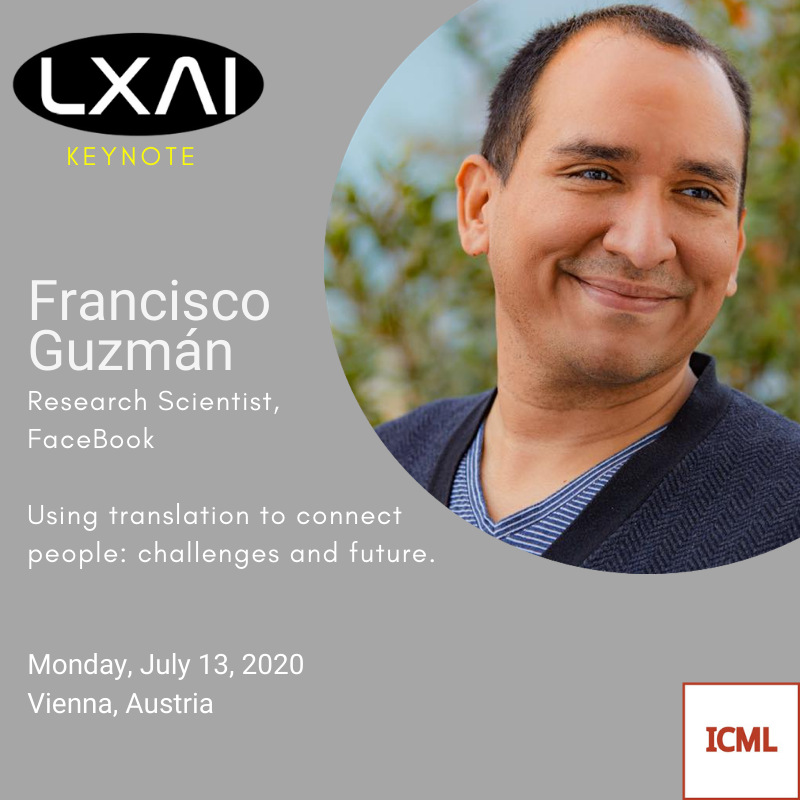 LXAI
KEYNOTE
Francisco
Guzmán
Research Scientist,
FaceBook
Using translation to connect
people: challenges and future.
Monday, July 13, 2020
Vienna, Austria
ICML